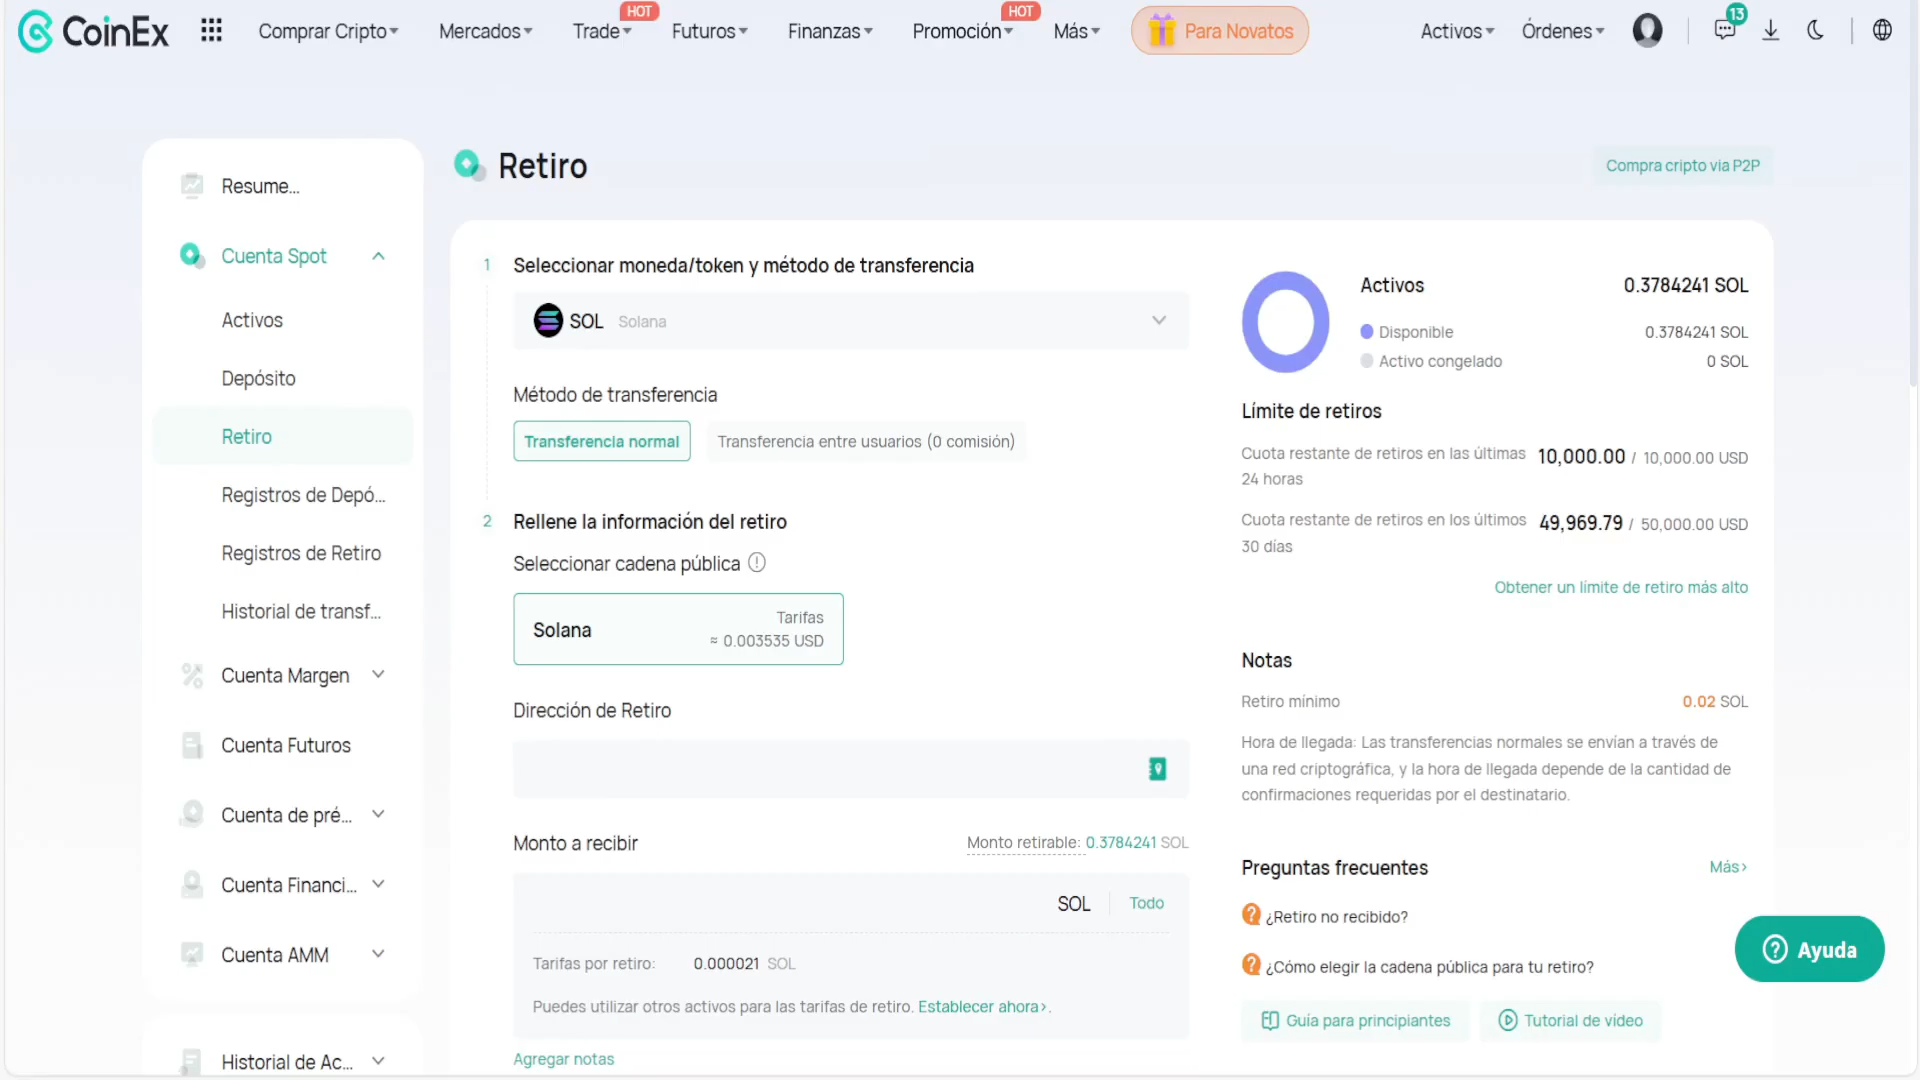 CoinEx
Comprar Cripto
Mercados
Trade
HOT
Futuros
Finanzas
Promoción
HOT
Más
Para Novatos
Activos
Órdenes
13
Resume...
Cuenta Spot
Activos
Depósito
Retiro
Registros de Depó...
Registros de Retiro
Historial de transf...
Cuenta Margen
Cuenta Futuros
Cuenta de pré...
Cuenta Financi...
Cuenta AMM
Historial de Ac...
Retiro
Compra cripto via P2P
1 Seleccionar moneda/token y método de transferencia
SOL Solana
Método de transferencia
Transferencia normal
Transferencia entre usuarios (0 comisión)
2 Rellene la información del retiro
Seleccionar cadena pública
Solana
Tarifas
≈ 0.003535 USD
Dirección de Retiro
Monto a recibir
Monto retirable: 0.3784241 SOL
SOL
Todo
Tarifas por retiro: 0.000021 SOL
Puedes utilizar otros activos para las tarifas de retiro. Establecer ahora>.
Agregar notas
Activos 0.3784241 SOL
Disponible 0.3784241 SOL
Activo congelado 0 SOL
Límite de retiros
Cuota restante de retiros en las últimas
24 horas
10,000.00 / 10,000.00 USD
Cuota restante de retiros en los últimos
30 días
49,969.79 / 50,000.00 USD
Obtener un límite de retiro más alto
Notas
Retiro mínimo 0.02 SOL
Hora de llegada: Las transferencias normales se envían a través de
una red criptográfica, y la hora de llegada depende de la cantidad de
confirmaciones requeridas por el destinatario.
Preguntas frecuentes
Más>
¿Retiro no recibido?
¿Cómo elegir la cadena pública para tu retiro?
Guía para principiantes
Tutorial de video
Ayuda